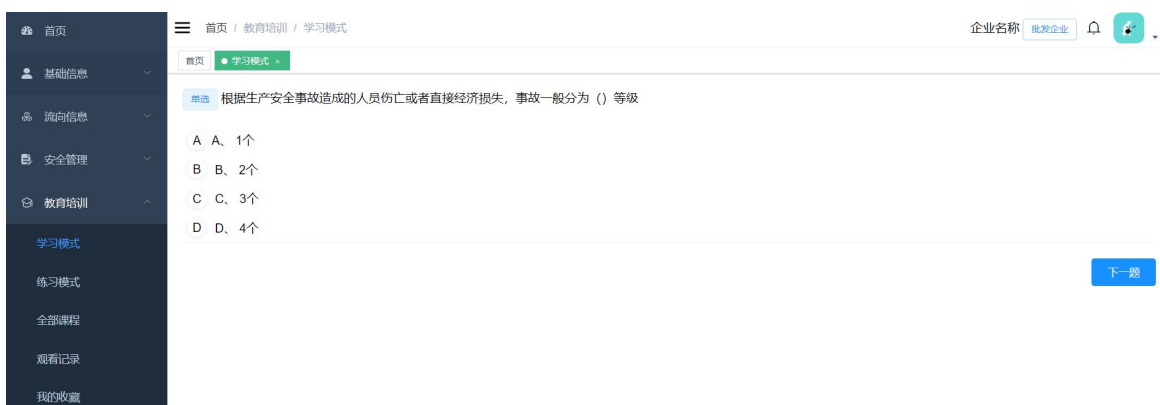 首页
基础信息
流向信息
安全管理
教育培训
学习模式
练习模式
全部课程
观看记录
我的收藏
首页 / 教育培训 / 学习模式
企业名称 批发企业
首页 学习模式 ×
单选 根据生产安全事故造成的人员伤亡或者直接经济损失，事故一般分为（）等级
A A、1个
B B、2个
C C、3个
D D、4个
下一题